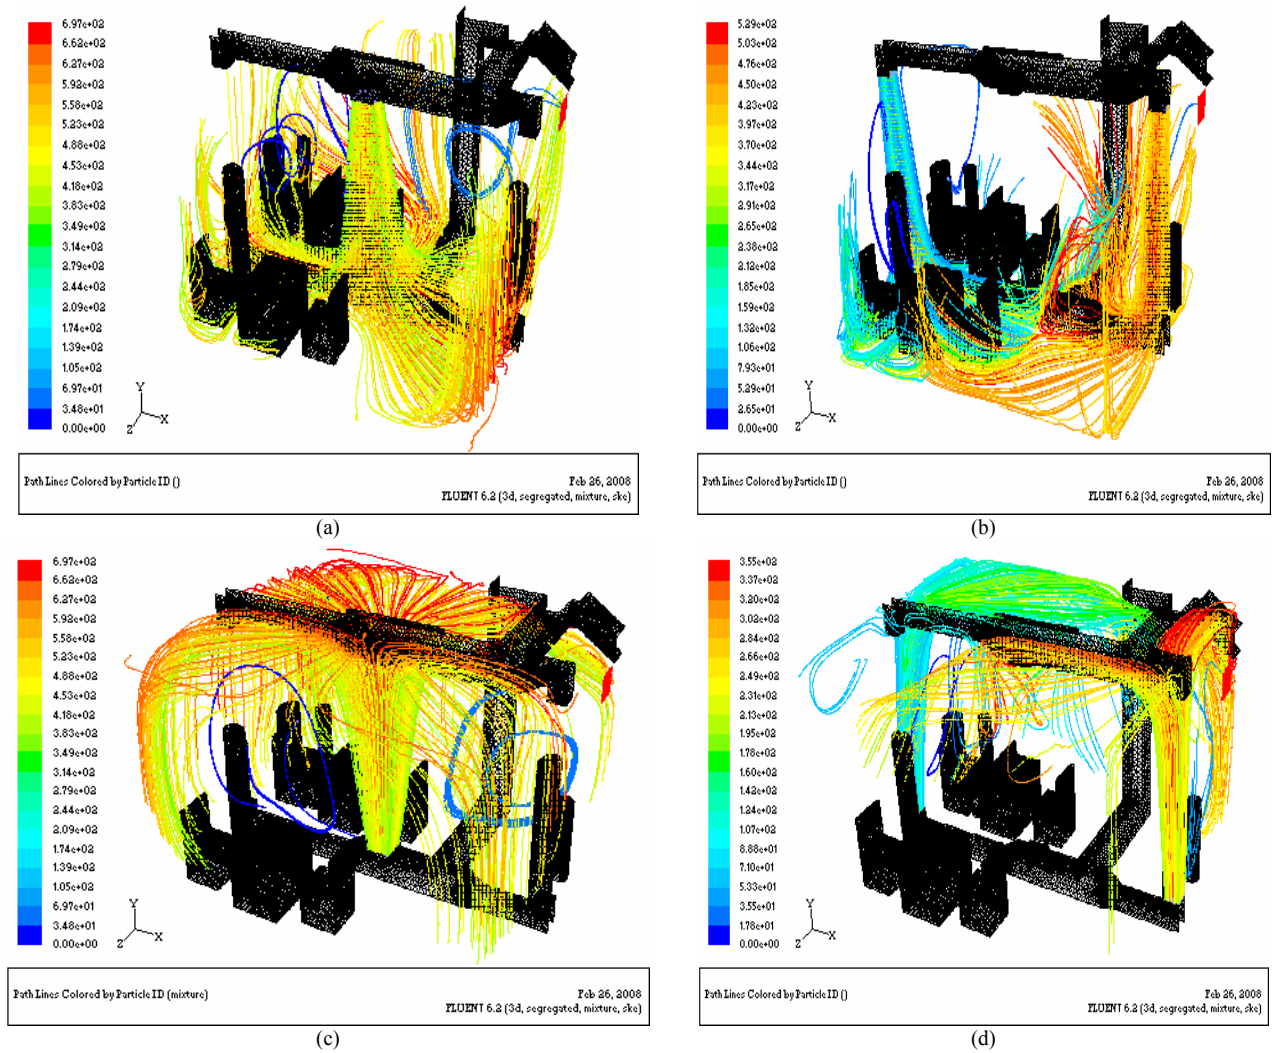 6.97e+02
6.62e+02
6.27e+02
5.92e+02
5.58e+02
5.23e+02
4.88e+02
4.53e+02
4.18e+02
3.83e+02
3.49e+02
3.14e+02
2.79e+02
2.44e+02
2.09e+02
1.74e+02
1.39e+02
1.05e+02
6.97e+01
3.48e+01
0.00e+00
Y
X
Z
Path Lines Colored by Particle ID ()
Feb 26, 2008
FLUENT 6.2 (3d, segregated, mixture, ske)
(a)
5.29e+02
5.03e+02
4.76e+02
4.50e+02
4.23e+02
3.97e+02
3.70e+02
3.44e+02
3.17e+02
2.91e+02
2.65e+02
2.38e+02
2.12e+02
1.85e+02
1.59e+02
1.32e+02
1.06e+02
7.93e+01
5.29e+01
2.65e+01
0.00e+00
Y
X
Z
Path Lines Colored by Particle ID ()
Feb 26, 2008
FLUENT 6.2 (3d, segregated, mixture, ske)
(b)
6.97e+02
6.62e+02
6.27e+02
5.92e+02
5.58e+02
5.23e+02
4.88e+02
4.53e+02
4.18e+02
3.83e+02
3.49e+02
3.14e+02
2.79e+02
2.44e+02
2.09e+02
1.74e+02
1.39e+02
1.05e+02
6.97e+01
3.48e+01
0.00e+00
Y
X
Z
Path Lines Colored by Particle ID (mixture)
Feb 26, 2008
FLUENT 6.2 (3d, segregated, mixture, ske)
(c)
3.55e+02
3.37e+02
3.20e+02
3.02e+02
2.84e+02
2.66e+02
2.49e+02
2.31e+02
2.13e+02
1.95e+02
1.78e+02
1.60e+02
1.42e+02
1.24e+02
1.07e+02
8.88e+01
7.10e+01
5.33e+01
3.55e+01
1.78e+01
0.00e+00
Y
X
Z
Path Lines Colored by Particle ID ()
Feb 26, 2008
FLUENT 6.2 (3d, segregated, mixture, ske)
(d)